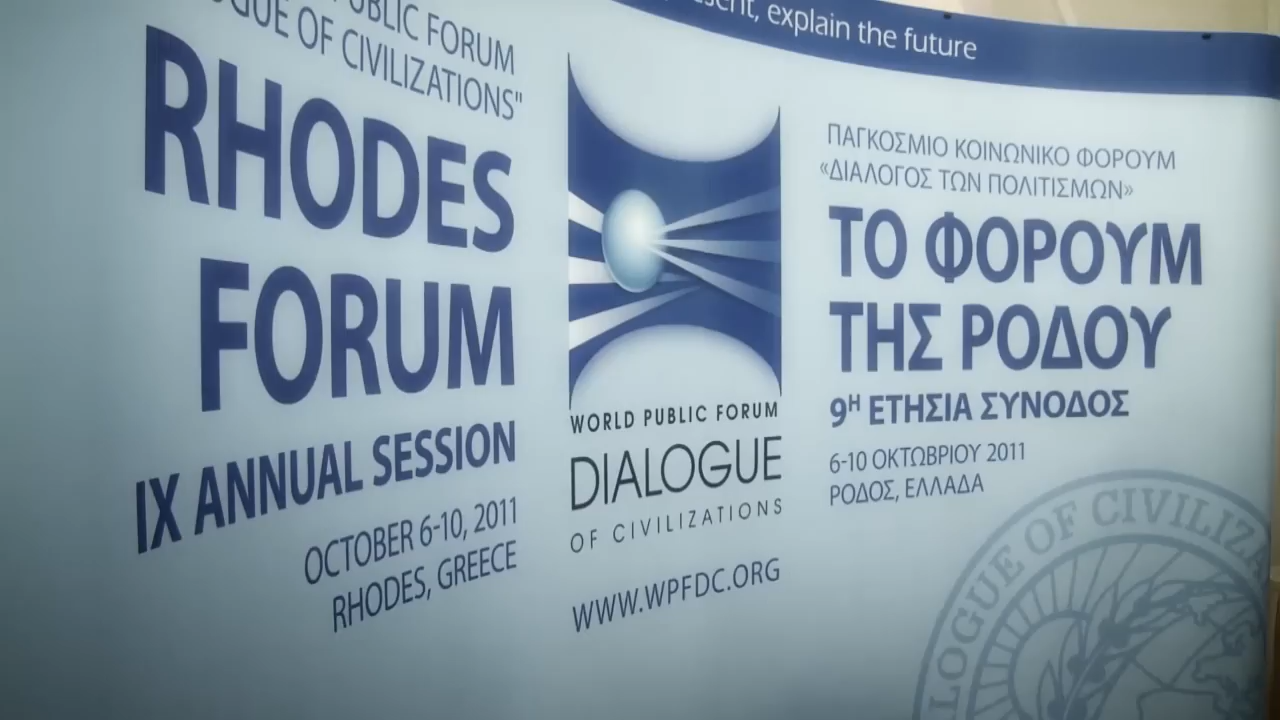 explain the future
PUBLIC FORUM
OF CIVILIZATIONS"
RHODES
FORUM
IX ANNUAL SESSION
OCTOBER 6-10, 2011
RHODES, GREECE
WORLD PUBLIC FORUM
DIALOGUE
OF CIVILIZATIONS
WWW.WPFDC.ORG
ΠΑΓΚΟΣΜΙΟ ΚΟΙΝΩΝΙΚΟ ΦΟΡΟΥΜ
«ΔΙΑΛΟΓΟΣ ΤΩΝ ΠΟΛΙΤΙΣΜΩΝ»
ΤΟ ΦΟΡΟΥΜ
ΤΗΣ ΡΟΔΟΥ
9Η ΕΤΗΣΙΑ ΣΥΝΟΔΟΣ
6-10 ΟΚΤΩΒΡΙΟΥ 2011
ΡΟΔΟΣ, ΕΛΛΑΔΑ
LOGUE OF CIVILIZA